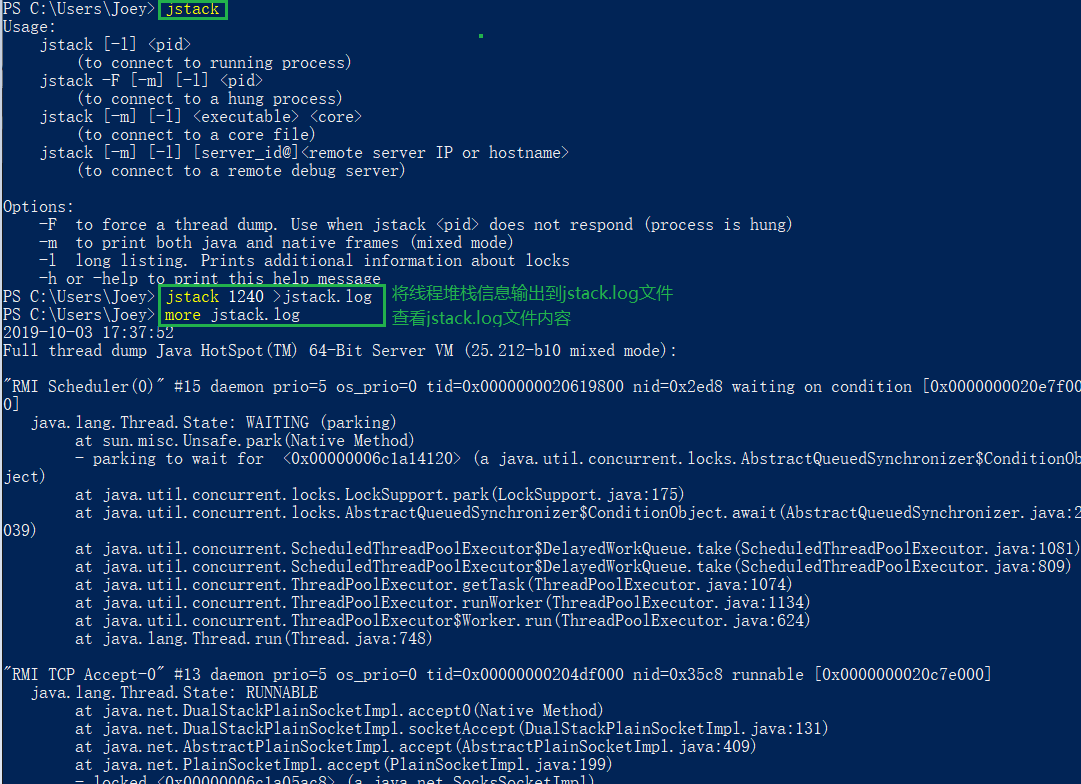 PS C:\Users\Joey> jstack
Usage:
    jstack [-l] <pid>
        (to connect to running process)
    jstack -F [-m] [-l] <pid>
        (to connect to a hung process)
    jstack [-m] [-l] <executable> <core>
        (to connect to a core file)
    jstack [-m] [-l] [server_id@]<remote server IP or hostname>
        (to connect to a remote debug server)

Options:
    -F  to force a thread dump. Use when jstack <pid> does not respond (process is hung)
    -m  to print both java and native frames (mixed mode)
    -l  long listing. Prints additional information about locks
    -h or -help to print this help message
PS C:\Users\Joey> jstack 1240 >jstack.log 将线程堆栈信息输出到jstack.log文件
PS C:\Users\Joey> more jstack.log 查看jstack.log文件内容
2019-10-03 17:37:52
Full thread dump Java HotSpot(TM) 64-Bit Server VM (25.212-b10 mixed mode):

"RMI Scheduler(0)" #15 daemon prio=5 os_prio=0 tid=0x0000000020619800 nid=0x2ed8 waiting on condition [0x0000000020e7f00
0]
   java.lang.Thread.State: WAITING (parking)
        at sun.misc.Unsafe.park(Native Method)
        - parking to wait for  <0x00000006c1a14120> (a java.util.concurrent.locks.AbstractQueuedSynchronizer$ConditionOb
ject)
        at java.util.concurrent.locks.LockSupport.park(LockSupport.java:175)
        at java.util.concurrent.locks.AbstractQueuedSynchronizer$ConditionObject.await(AbstractQueuedSynchronizer.java:2
039)
        at java.util.concurrent.ScheduledThreadPoolExecutor$DelayedWorkQueue.take(ScheduledThreadPoolExecutor.java:1081)
        at java.util.concurrent.ScheduledThreadPoolExecutor$DelayedWorkQueue.take(ScheduledThreadPoolExecutor.java:809)
        at java.util.concurrent.ThreadPoolExecutor.getTask(ThreadPoolExecutor.java:1074)
        at java.util.concurrent.ThreadPoolExecutor.runWorker(ThreadPoolExecutor.java:1134)
        at java.util.concurrent.ThreadPoolExecutor$Worker.run(ThreadPoolExecutor.java:624)
        at java.lang.Thread.run(Thread.java:748)

"RMI TCP Accept-0" #13 daemon prio=5 os_prio=0 tid=0x00000000204df000 nid=0x35c8 runnable [0x0000000020c7e000]
   java.lang.Thread.State: RUNNABLE
        at java.net.DualStackPlainSocketImpl.accept0(Native Method)
        at java.net.DualStackPlainSocketImpl.socketAccept(DualStackPlainSocketImpl.java:131)
        at java.net.AbstractPlainSocketImpl.accept(AbstractPlainSocketImpl.java:409)
        at java.net.PlainSocketImpl.accept(PlainSocketImpl.java:199)
        - locked <0x00000006c1a05ac8> (a java.net.SocksSocketImpl)